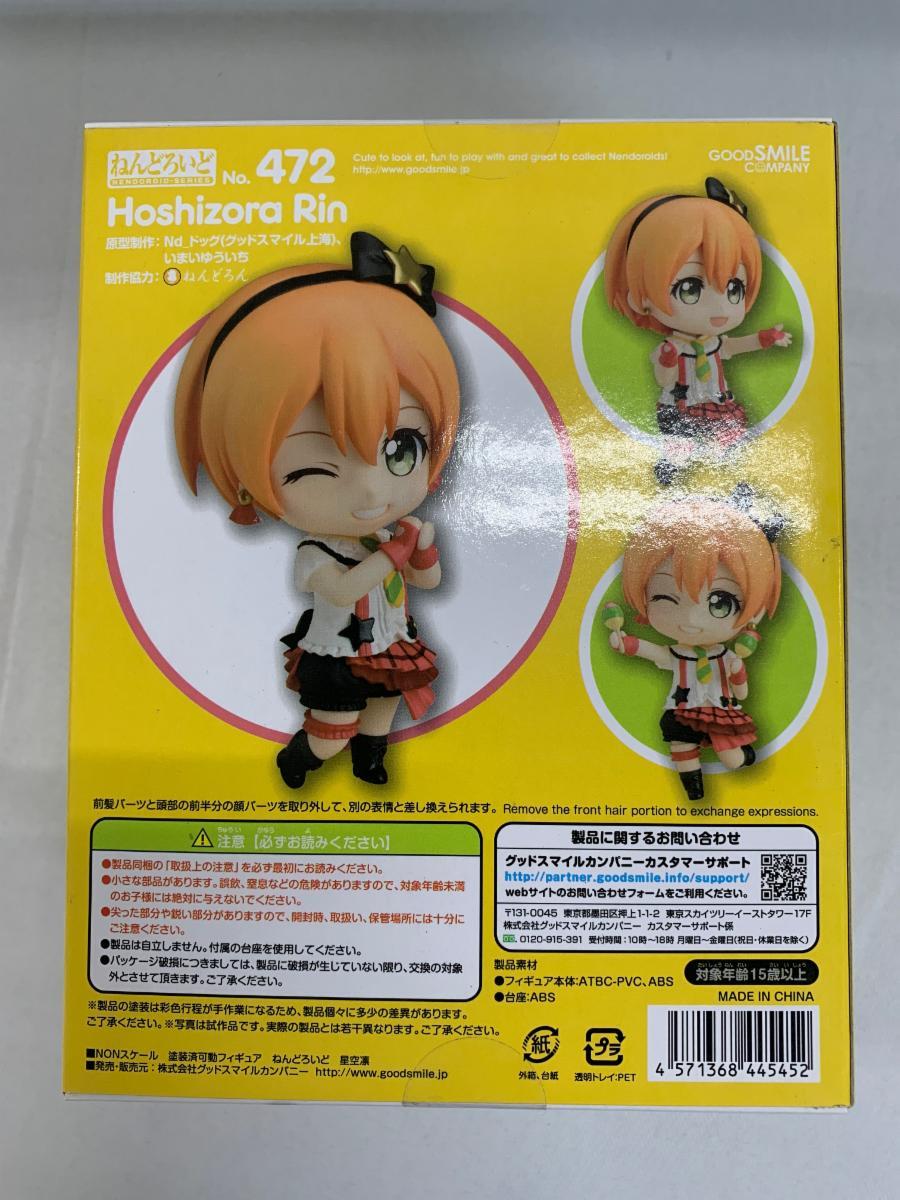 ねんどろいど
NENDOROID-SERIES
No. 472
Cute to look at, fun to play with and great to collect Nendoroids!
http://www.goodsmile.jp
GOOD SMILE
COMPANY
Hoshizora Rin
原型制作：Nd_ドッグ(グッドスマイル上海)、
いまいゆういち
制作協力：ねんどろん
前髪パーツと頭部の前半分の顔パーツを取り外して、別の表情と差し換えられます。 Remove the front hair portion to exchange expressions.
注意【必ずお読みください】
●製品同梱の「取扱上の注意」を必ず最初にお読みください。
●小さな部品があります。誤飲、窒息などの危険がありますので、対象年齢未満
のお子様には絶対に与えないでください。
●尖った部分や鋭い部分がありますので、開封時、取扱い、保管場所には十分に
ご注意ください。
●製品は自立しません。付属の台座を使用してください。
●パッケージ破損につきましては、製品に破損が生じていない限り、交換の対象
外とさせて頂きます。ご了承ください。
※製品の塗装は彩色行程が手作業になるため、製品個々に多少の差異があります。
ご了承ください。※写真は試作品です。実際の製品とは若干異なります。ご了承ください。
■NONスケール　塗装済可動フィギュア　ねんどろいど　星空凛
■発売・販売元：株式会社グッドスマイルカンパニー http://www.goodsmile.jp
製品に関するお問い合わせ
グッドスマイルカンパニーカスタマーサポート
http://partner.goodsmile.info/support/
webサイトのお問い合わせフォームをご利用ください。
〒131-0045 東京都墨田区押上1-1-2 東京スカイツリーイーストタワー17F
株式会社グッドスマイルカンパニー カスタマーサポート係
0120-915-391 受付時間：10時〜18時 月曜日〜金曜日(祝日・休業日を除く)
製品素材
●フィギュア本体：ATBC-PVC、ABS
●台座：ABS
対象年齢15歳以上
MADE IN CHINA
紙
外箱、台紙
プラ
透明トレイ：PET
4 571368 445452